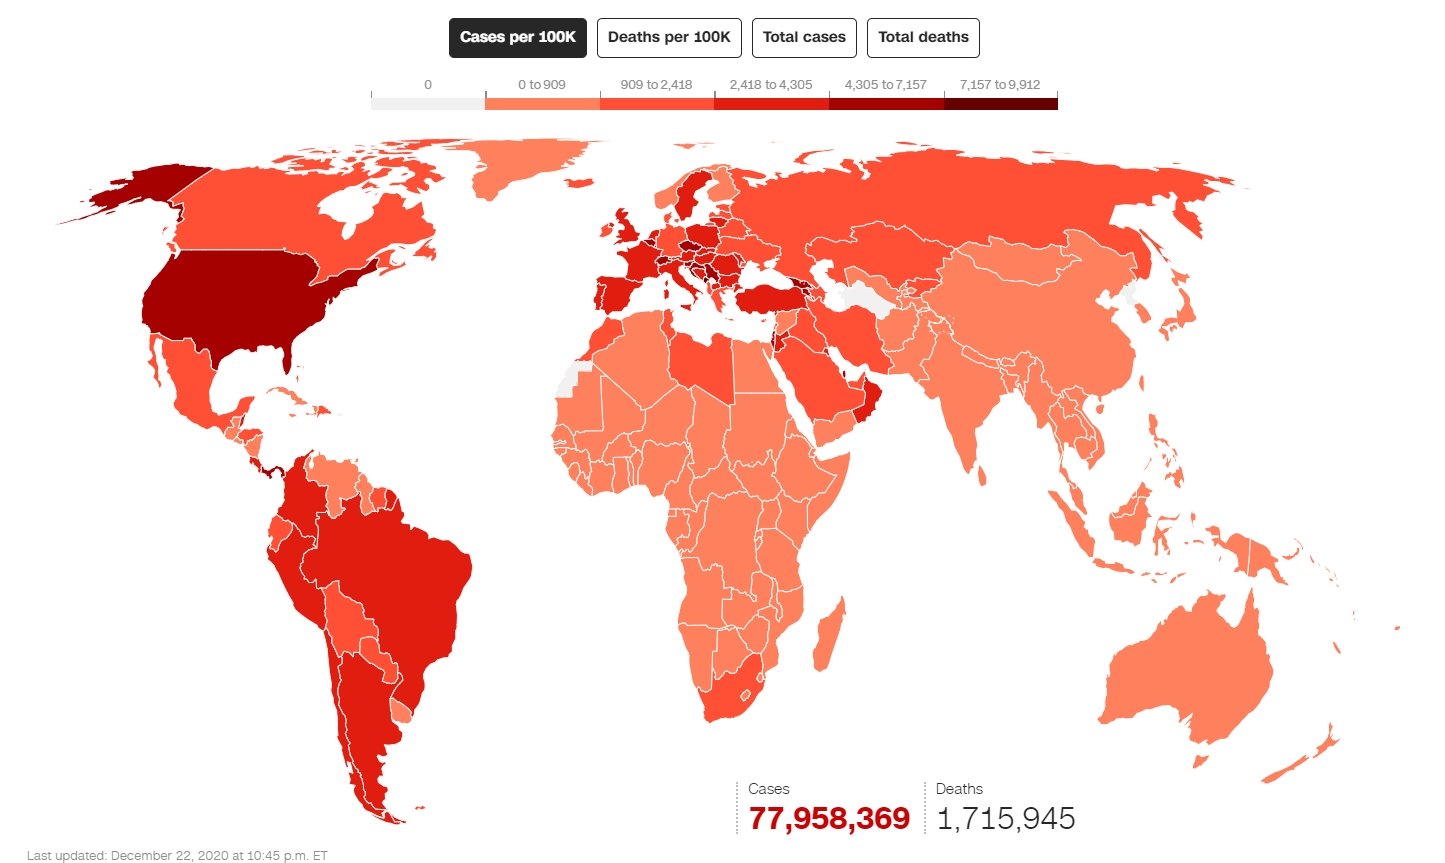 Cases per 100K Deaths per 100K Total cases Total deaths
0 0 to 909 909 to 2,418 2,418 to 4,305 4,305 to 7,157 7,157 to 9,912
Cases Deaths
77,958,369 1,715,945
Last updated: December 22, 2020 at 10:45 p.m. ET